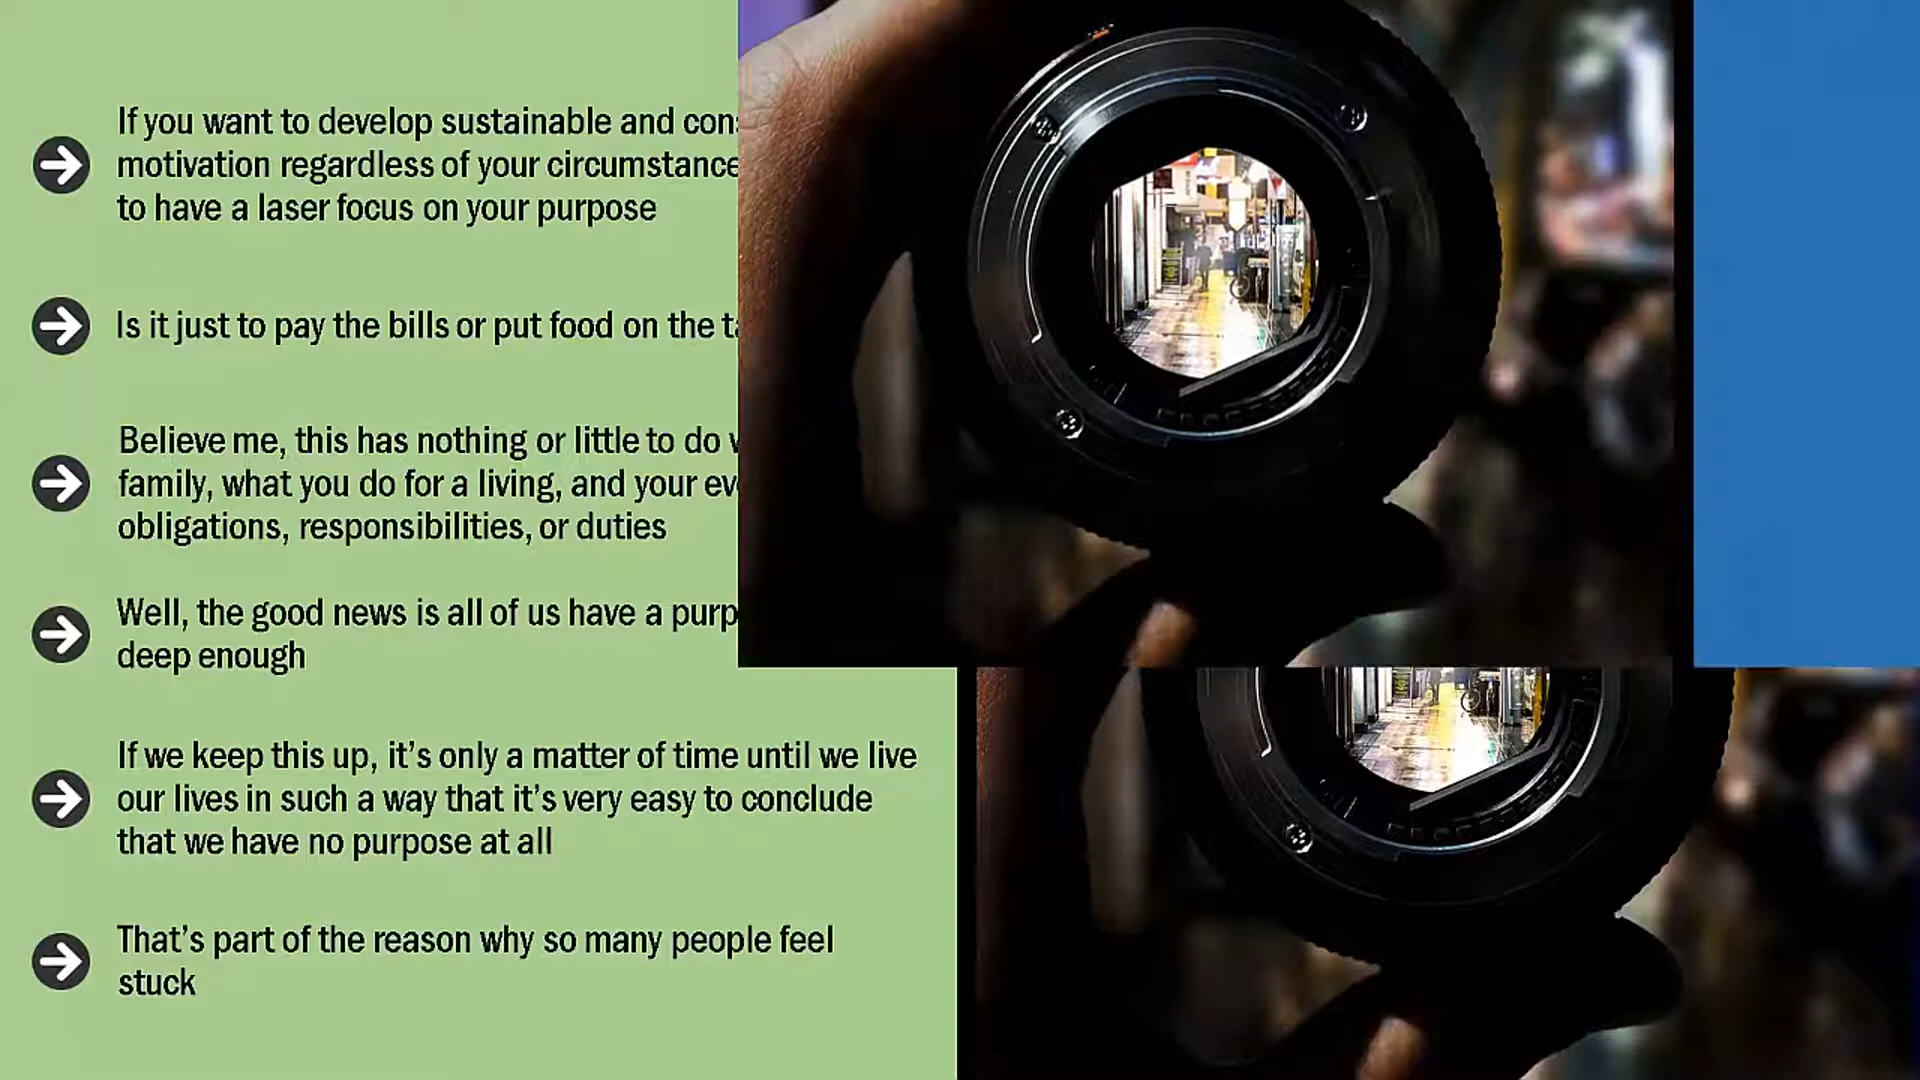 If you want to develop sustainable and
motivation regardless of your
to have a laser focus on your purpose
Is it just to pay the bills or put food on the
Believe me, this has nothing or little to do
family, what you do for a living, and your
obligations, responsibilities, or duties
Well, the good news is all of us have a
deep enough
If we keep this up, it’s only a matter of time until we live
our lives in such a way that it’s very easy to conclude
that we have no purpose at all
That’s part of the reason why so many people feel
stuck